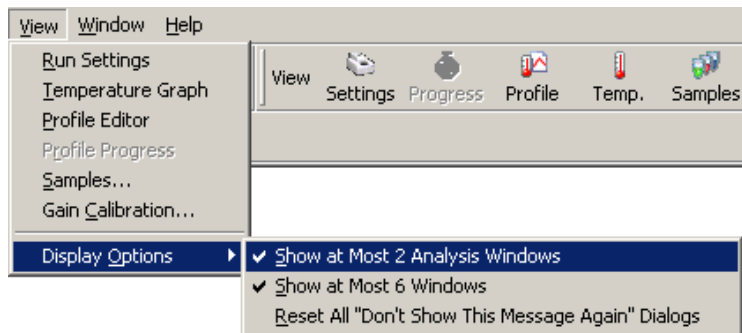 View Window Help
Run Settings
Temperature Graph
Profile Editor
Profile Progress
Samples...
Gain Calibration...
Display Options
View Settings Progress Profile Temp. Samples
Show at Most 2 Analysis Windows
Show at Most 6 Windows
Reset All "Don't Show This Message Again" Dialogs